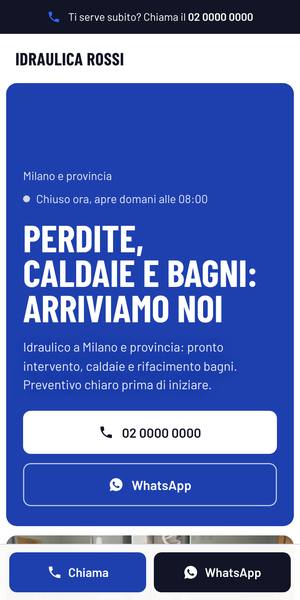 Ti serve subito? Chiama il 02 0000 0000
IDRAULICA ROSSI
Milano e provincia
Chiuso ora, apre domani alle 08:00
PERDITE,
CALDAIE E BAGNI:
ARRIVIAMO NOI
Idraulico a Milano e provincia: pronto
intervento, caldaie e rifacimento bagni.
Preventivo chiaro prima di iniziare.
02 0000 0000
WhatsApp
Chiama
WhatsApp